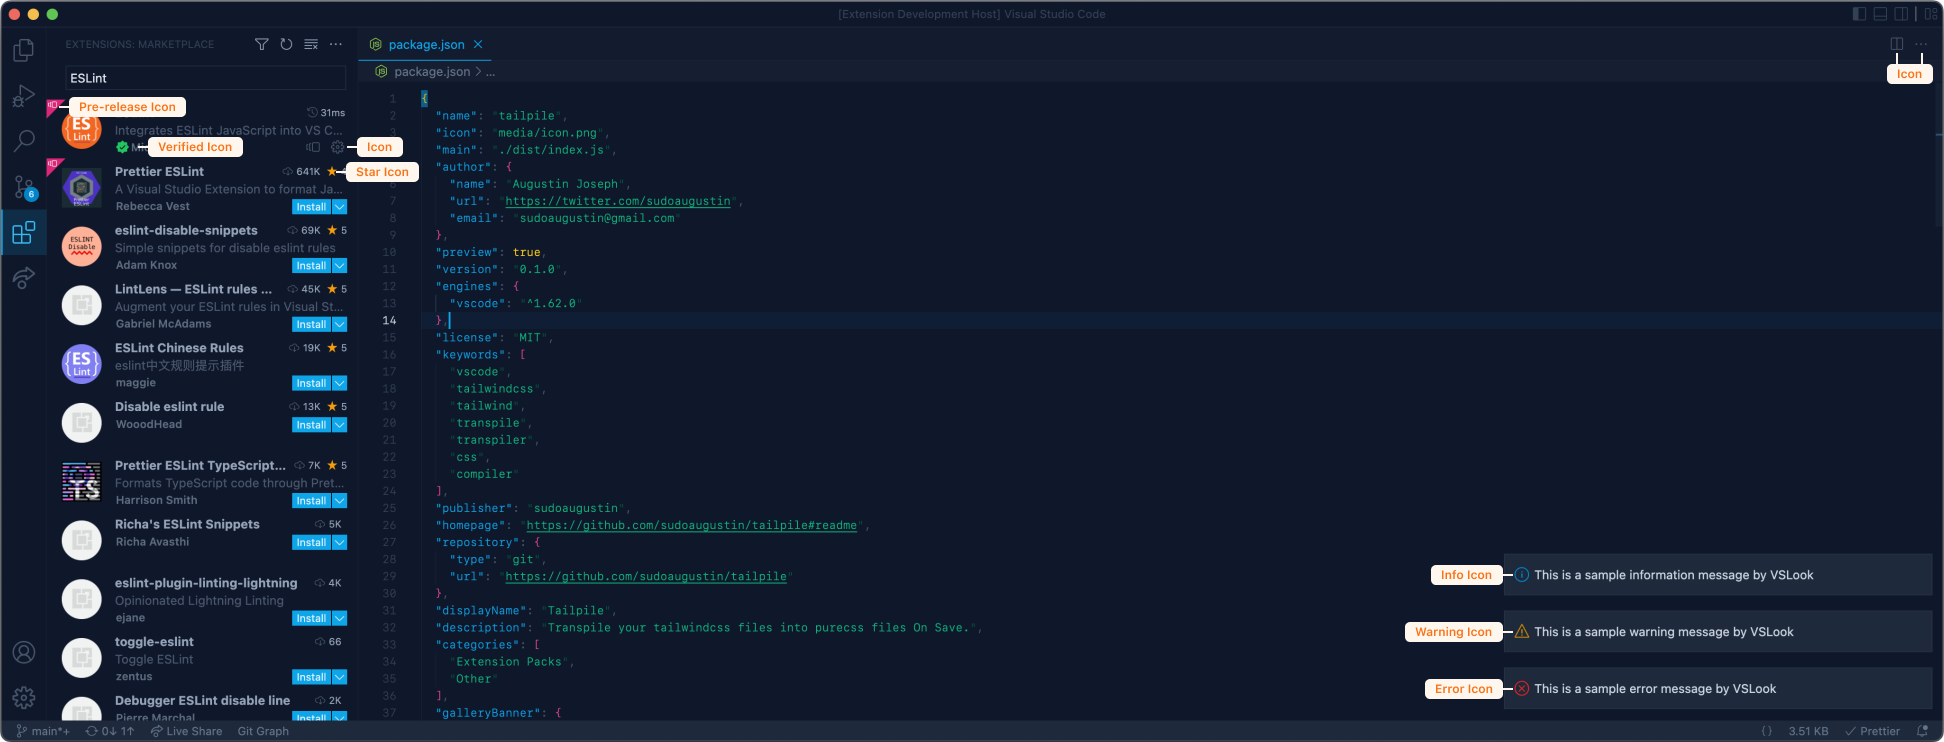 [Extension Development Host] Visual Studio Code
EXTENSIONS: MARKETPLACE
ESLint
Pre-release Icon
ES
Lint
31ms
Integrates ESLint JavaScript into VS C...
Verified Icon
Icon
Prettier ESLint
641K
Star Icon
A Visual Studio Extension to format Ja...
Rebecca Vest
Install
6
ESLINT
Disable
eslint-disable-snippets
69K
5
Simple snippets for disable eslint rules
Adam Knox
Install
LintLens — ESLint rules ...
45K
5
Augment your ESLint rules in Visual St...
Gabriel McAdams
Install
{ES}
Lint
ESLint Chinese Rules
19K
5
eslint中文规则提示插件
maggie
Install
Disable eslint rule
13K
5
WooodHead
Install
TS
Prettier ESLint TypeScript...
7K
5
Formats TypeScript code through Pret...
Harrison Smith
Install
Richa's ESLint Snippets
5K
Richa Avasthi
Install
eslint-plugin-linting-lightning
4K
Opinionated Lightning Linting
ejane
Install
toggle-eslint
66
Toggle ESLint
zentus
Install
Debugger ESLint disable line
2K
Pierre Marchal
Install
package.json
Icon
package.json > ...
1 {
2 "name": "tailpile",
3 "icon": "media/icon.png",
"main": "./dist/index.js",
"author": {
6 "name": "Augustin Joseph",
7 "url": "https://twitter.com/sudoaugustin",
8 "email": "sudoaugustin@gmail.com"
9 },
10 "preview": true,
11 "version": "0.1.0",
12 "engines": {
13 "vscode": "^1.62.0"
14 },
15 "license": "MIT",
16 "keywords": [
17 "vscode",
18 "tailwindcss",
19 "tailwind",
20 "transpile",
21 "transpiler",
22 "css",
23 "compiler"
24 ],
25 "publisher": "sudoaugustin",
26 "homepage": "https://github.com/sudoaugustin/tailpile#readme",
27 "repository": {
28 "type": "git",
29 "url": "https://github.com/sudoaugustin/tailpile"
30 },
31 "displayName": "Tailpile",
32 "description": "Transpile your tailwindcss files into purecss files On Save.",
33 "categories": [
34 "Extension Packs",
35 "Other"
36 ],
37 "galleryBanner": {
Info Icon
This is a sample information message by VSLook
Warning Icon
This is a sample warning message by VSLook
Error Icon
This is a sample error message by VSLook
main*+
0↓ 1↑
Live Share
Git Graph
{ }
3.51 KB
Prettier